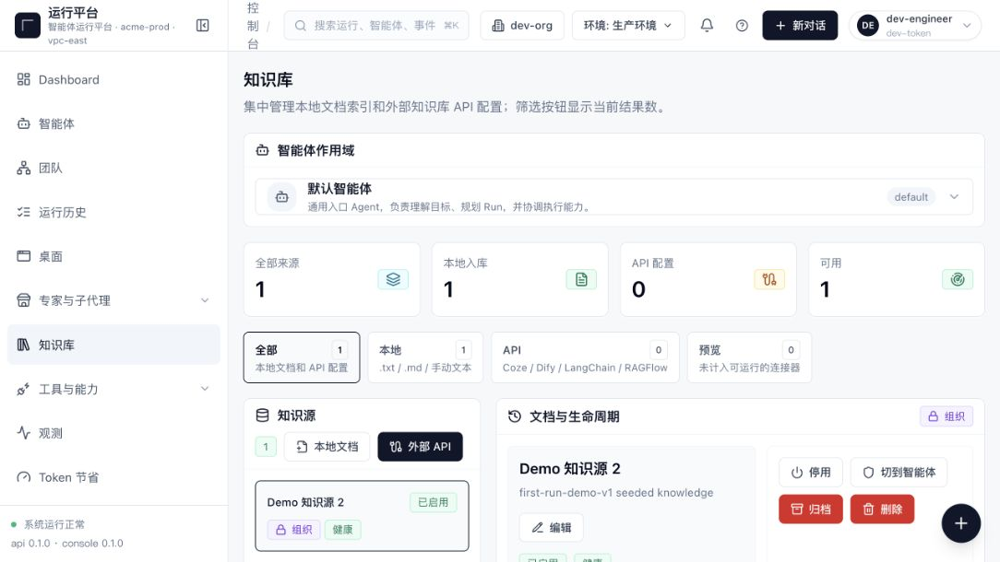 运行平台
智能体运行平台 · acme-prod ·
vpc-east
控制台
/
搜索运行、智能体、事件 ⌘K
dev-org
环境: 生产环境
新对话
DE
dev-engineer
dev-token
Dashboard
智能体
团队
运行历史
桌面
专家与子代理
知识库
工具与能力
观测
Token 节省
系统运行正常
api 0.1.0 · console 0.1.0
知识库
集中管理本地文档索引和外部知识库 API 配置；筛选按钮显示当前结果数。
智能体作用域
默认智能体
通用入口 Agent，负责理解目标、规划 Run，并协调执行能力。
default
全部来源
1
本地入库
1
API 配置
0
可用
1
全部 1
本地文档和 API 配置
本地 1
.txt / .md / 手动文本
API 0
Coze / Dify / LangChain / RAGFlow
预览 0
未计入可运行的连接器
知识源
1
本地文档
外部 API
Demo 知识源 2
已启用
组织
健康
文档与生命周期
组织
Demo 知识源 2
first-run-demo-v1 seeded knowledge
编辑
已启用
健康
停用
切到智能体
归档
删除